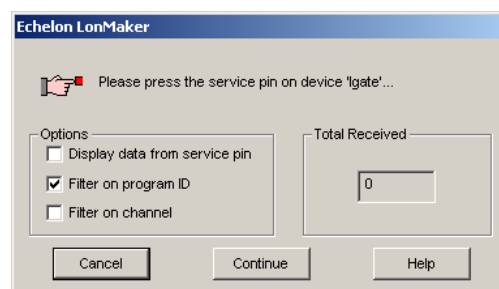 Echelon LonMaker
Please press the service pin on device 'Igate'...
Options
Display data from service pin
Filter on program ID
Filter on channel
Total Received
0
Cancel
Continue
Help